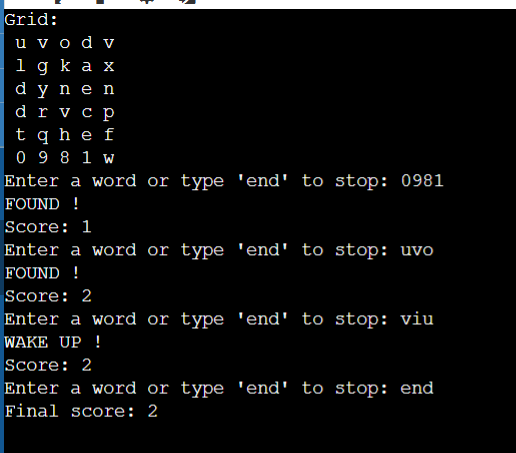 Grid:
u v o d v
l g k a x
d y n e n
d r v c p
t q h e f
0 9 8 1 w
Enter a word or type 'end' to stop: 0981
FOUND !
Score: 1
Enter a word or type 'end' to stop: uvo
FOUND !
Score: 2
Enter a word or type 'end' to stop: viu
WAKE UP !
Score: 2
Enter a word or type 'end' to stop: end
Final score: 2